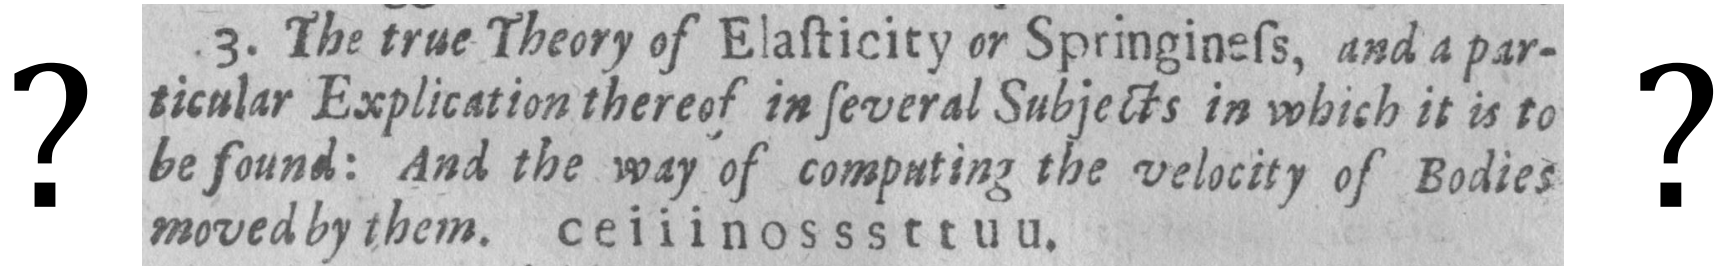 3. The true Theory of Elaſticity or Springineſs, and a par-
ticular Explication thereof in ſeveral Subjects in which it is to
be found: And the way of computing the velocity of Bodies
moved by them. ceiiinosssttuu.
? ?